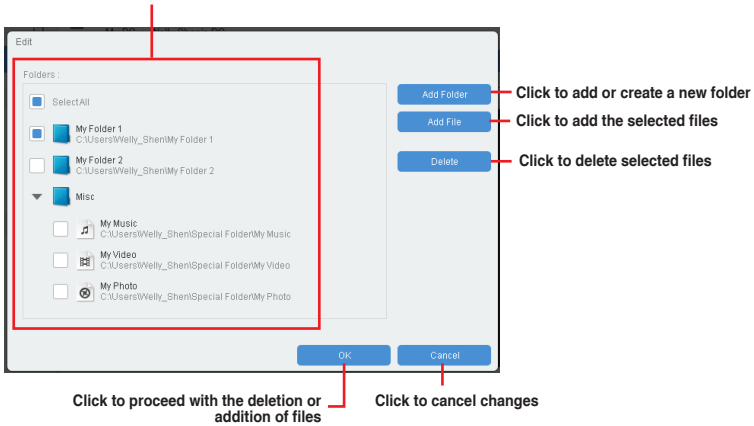 Edit
Folders :
SelectAll
My Folder 1
C:\Users\Welly_Shen\My Folder 1
My Folder 2
C:\Users\Welly_Shen\My Folder 2
Misc
My Music
C:\Users\Welly_Shen\Special Folder\My Music
My Video
C:\Users\Welly_Shen\Special Folder\My Video
My Photo
C:\Users\Welly_Shen\Special Folder\My Photo
Add Folder
Click to add or create a new folder
Add File
Click to add the selected files
Delete
Click to delete selected files
OK
Cancel
Click to proceed with the deletion or
addition of files
Click to cancel changes